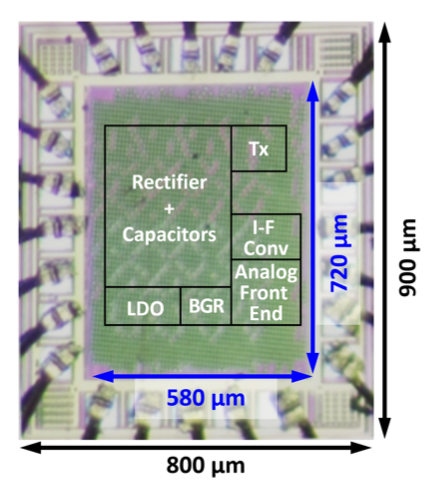 Tx
Rectifier
+
Capacitors
I-F
Conv
Analog
Front
End
LDO
BGR
720 µm
900 µm
580 µm
800 µm